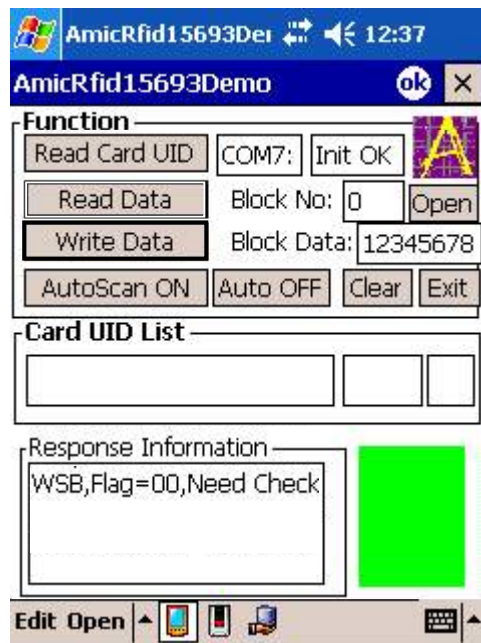 AmicRfid15693Der 12:37
AmicRfid15693Demo ok
Function
Read Card UID COM7: Init OK
Read Data Block No: 0 Open
Write Data Block Data: 12345678
AutoScan ON Auto OFF Clear Exit
Card UID List
Response Information
WSB,Flag=00,Need Check
Edit Open